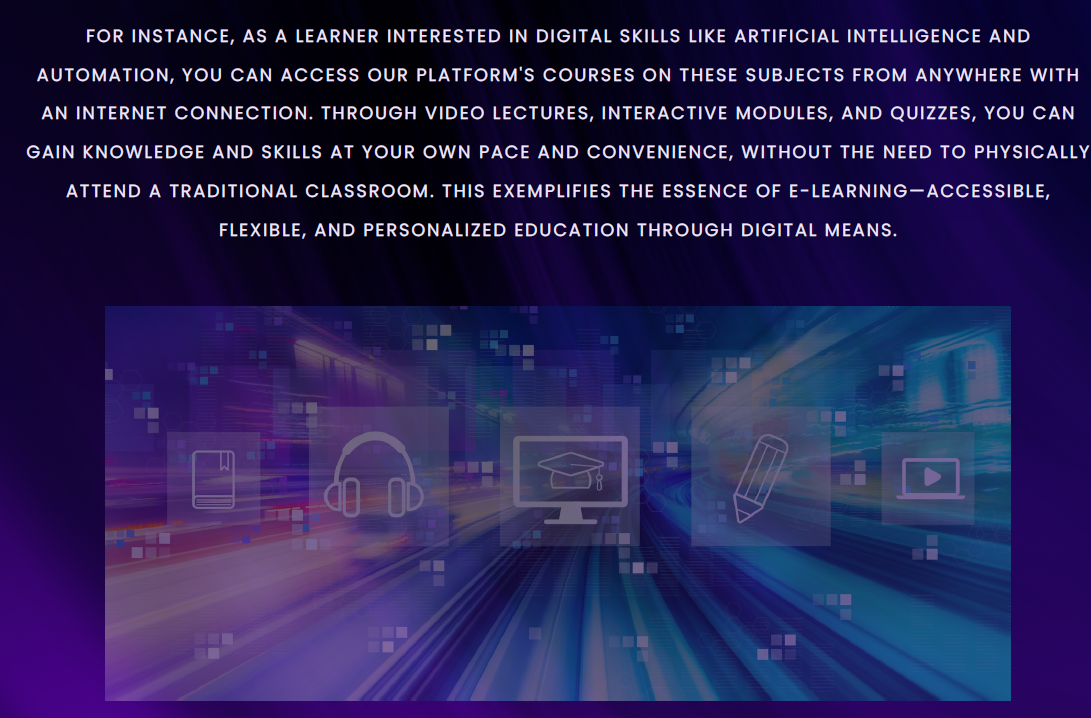 FOR INSTANCE, AS A LEARNER INTERESTED IN DIGITAL SKILLS LIKE ARTIFICIAL INTELLIGENCE AND
AUTOMATION, YOU CAN ACCESS OUR PLATFORM'S COURSES ON THESE SUBJECTS FROM ANYWHERE WITH
AN INTERNET CONNECTION. THROUGH VIDEO LECTURES, INTERACTIVE MODULES, AND QUIZZES, YOU CAN
GAIN KNOWLEDGE AND SKILLS AT YOUR OWN PACE AND CONVENIENCE, WITHOUT THE NEED TO PHYSICALLY
ATTEND A TRADITIONAL CLASSROOM. THIS EXEMPLIFIES THE ESSENCE OF E-LEARNING—ACCESSIBLE,
FLEXIBLE, AND PERSONALIZED EDUCATION THROUGH DIGITAL MEANS.